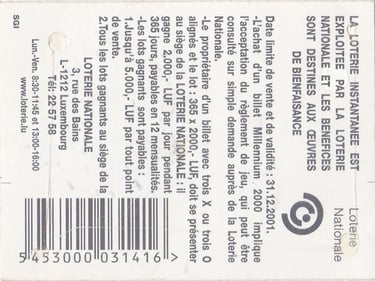 LA LOTERIE INSTANTANEE EST
EXPLOITEE PAR LA LOTERIE
NATIONALE ET LES BENEFICES
SONT DESTINES AUX ŒUVRES
DE BIENFAISANCE
Loterie
Nationale
Date limite de vente et de validité : 31.12.2001.
-L'achat d'un billet Millennium 2000 implique
l'acceptation du règlement de jeu, qui peut être
consulté sur simple demande auprès de la Loterie
Nationale.
-Le propriétaire d'un billet avec trois X ou trois O
alignés et le lot : 365 x 2000,- LUF, doit se présenter
au siège de la LOTERIE NATIONALE : il
gagne 2.000,- LUF par jour pendant
365 jours, payables en 12 mensualités.
-Les lots gagnants sont payables :
1.Jusqu'à 5.000,- LUF par tout point
de vente.
2.Tous les lots gagnants au siège de la
LOTERIE NATIONALE
3, rue des Bains
L-1212 Luxembourg
Tél: 22 57 58
Lun.-Ven. 8:30-11:45 et 13:00-16:00
www.loterie.lu
SGI
5 453000 031416